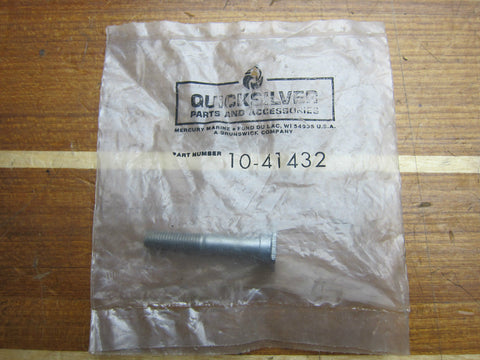 QUICKSILVER
PARTS AND ACCESSORIES
MERCURY MARINE • FOND DU LAC, WI 54935 U.S.A.
A BRUNSWICK COMPANY
PART NUMBER 10-41432